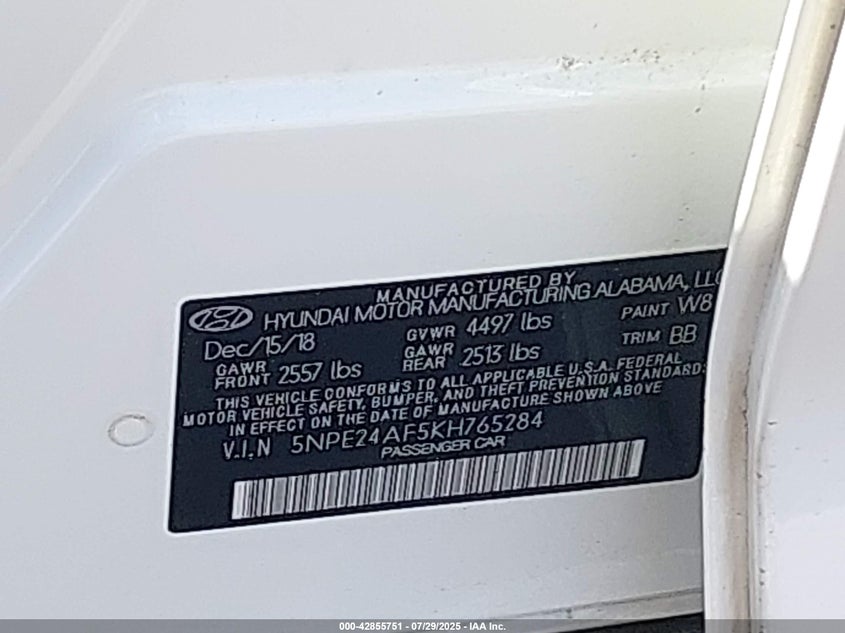 MANUFACTURED BY
HYUNDAI MOTOR MANUFACTURING ALABAMA, LLC
Dec/15/18 GVWR 4497 lbs PAINT W8
GAWR FRONT 2557 lbs GAWR REAR 2513 lbs TRIM BB
THIS VEHICLE CONFORMS TO ALL APPLICABLE U.S.A. FEDERAL
MOTOR VEHICLE SAFETY, BUMPER, AND THEFT PREVENTION STANDARDS
IN EFFECT ON THE DATE OF MANUFACTURE SHOWN ABOVE
V.I.N 5NPE24AF5KH765284
PASSENGER CAR
000-42855751 - 07/29/2025 - IAA Inc.